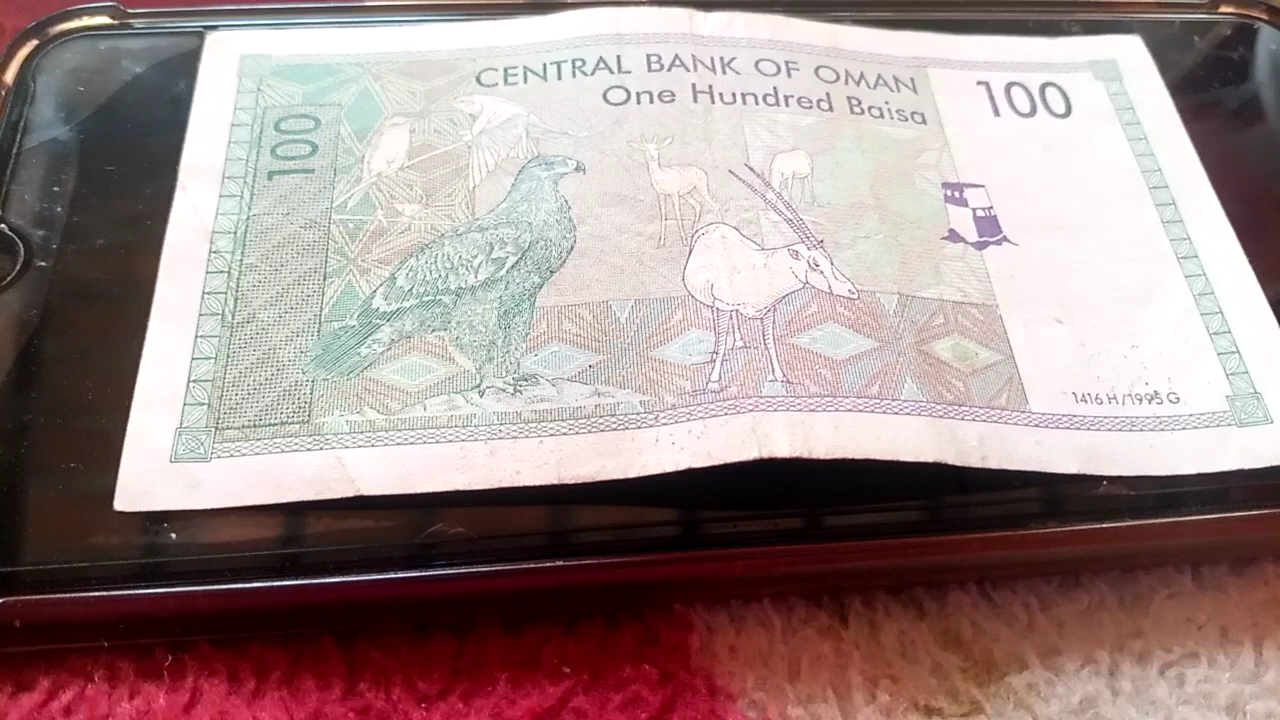 CENTRAL BANK OF OMAN
One Hundred Baisa
100
100
1416 H/1995 G